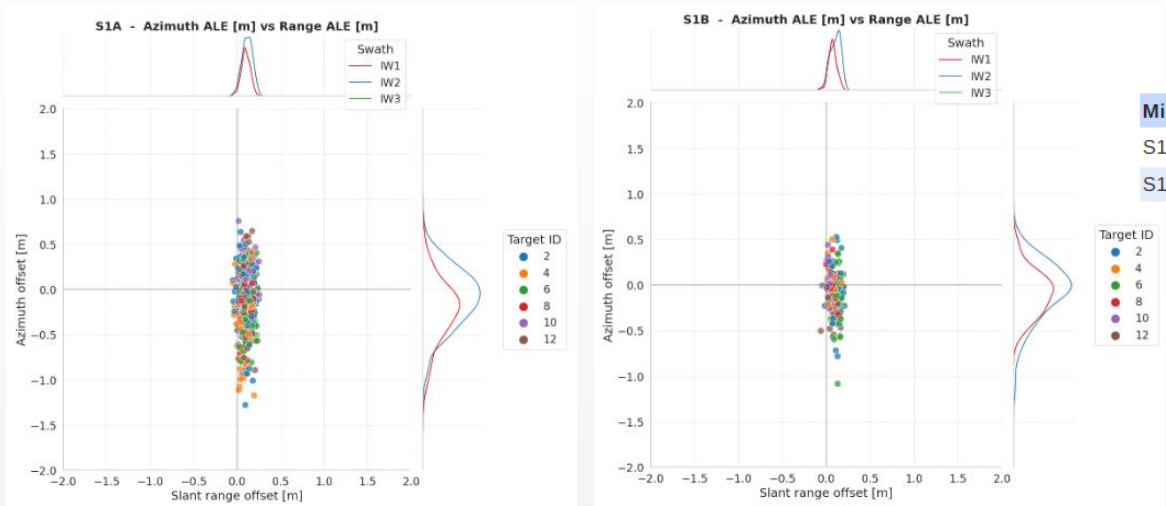 S1A - Azimuth ALE [m] vs Range ALE [m]
Swath
IW1
IW2
IW3
2.0
1.5
1.0
0.5
0.0
−0.5
−1.0
−1.5
−2.0
Azimuth offset [m]
−2.0 −1.5 −1.0 −0.5 0.0 0.5 1.0 1.5 2.0
Slant range offset [m]
Target ID
2
4
6
8
10
12
S1B - Azimuth ALE [m] vs Range ALE [m]
Swath
IW1
IW2
IW3
2.0
1.5
1.0
0.5
0.0
−0.5
−1.0
−1.5
−2.0
Azimuth offset [m]
−2.0 −1.5 −1.0 −0.5 0.0 0.5 1.0 1.5 2.0
Slant range offset [m]
Target ID
2
4
6
8
10
12
Mi
S1
S1